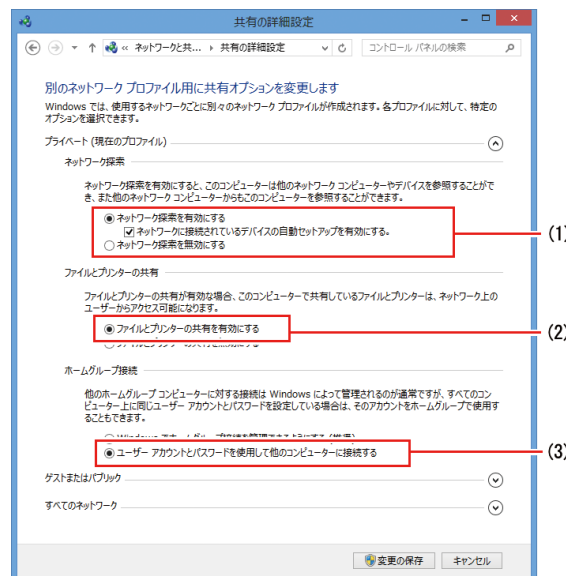 共有の詳細設定
« ネットワークと共... ▸ 共有の詳細設定
コントロール パネルの検索
別のネットワーク プロファイル用に共有オプションを変更します
Windows では、使用するネットワークごとに別々のネットワーク プロファイルが作成されます。各プロファイルに対して、特定の
オプションを選択できます。
プライベート (現在のプロファイル)
ネットワーク探索
ネットワーク探索を有効にすると、このコンピューターは他のネットワーク コンピューターやデバイスを参照することがで
き、また他のネットワーク コンピューターからもこのコンピューターを参照することができます。
ネットワーク探索を有効にする
ネットワークに接続されているデバイスの自動セットアップを有効にする。
ネットワーク探索を無効にする
(1)
ファイルとプリンターの共有
ファイルとプリンターの共有が有効な場合、このコンピューターで共有しているファイルとプリンターは、ネットワーク上の
ユーザーからアクセス可能になります。
ファイルとプリンターの共有を有効にする
(2)
ホームグループ接続
他のホームグループ コンピューターに対する接続は Windows によって管理されるのが通常ですが、すべてのコン
ピューター上に同じユーザー アカウントとパスワードを設定している場合は、そのアカウントをホームグループで使用す
ることもできます。
ユーザー アカウントとパスワードを使用して他のコンピューターに接続する
(3)
ゲストまたはパブリック
すべてのネットワーク
変更の保存
キャンセル